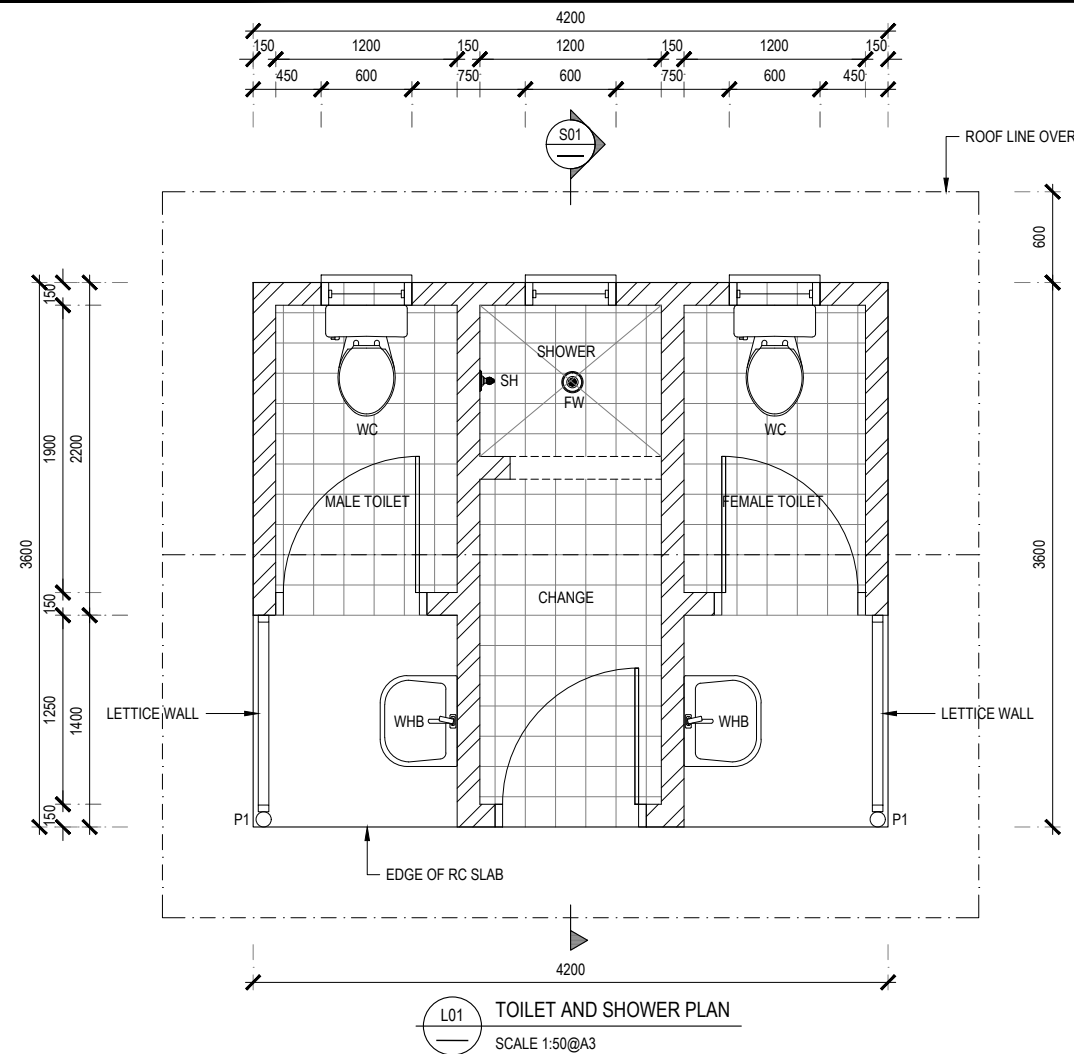 4200
150 1200 150 1200 150 1200 150
450 600 750 600 750 600 450
S01
ROOF LINE OVER
600
150
SHOWER
SH
FW
WC
WC
1900
2200
MALE TOILET
FEMALE TOILET
3600
3600
150
CHANGE
1250
1400
LETTICE WALL
WHB
WHB
LETTICE WALL
150
P1
P1
EDGE OF RC SLAB
4200
L01
TOILET AND SHOWER PLAN
SCALE 1:50@A3